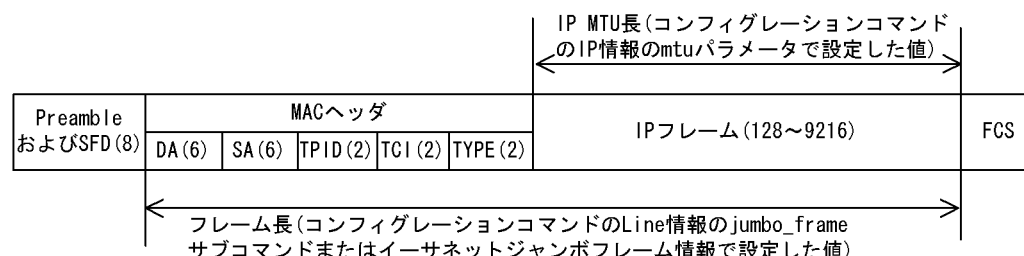 IP MTU長(コンフィグレーションコマンド
のIP情報のmtuパラメータで設定した値)
Preamble
およびSFD(8)
MACヘッダ
DA(6)
SA(6)
TPID(2)
TCI(2)
TYPE(2)
IPフレーム(128～9216)
FCS
フレーム長(コンフィグレーションコマンドのLine情報のjumbo_frame
サブコマンドまたはイーサネットジャンボフレーム情報で設定した値)